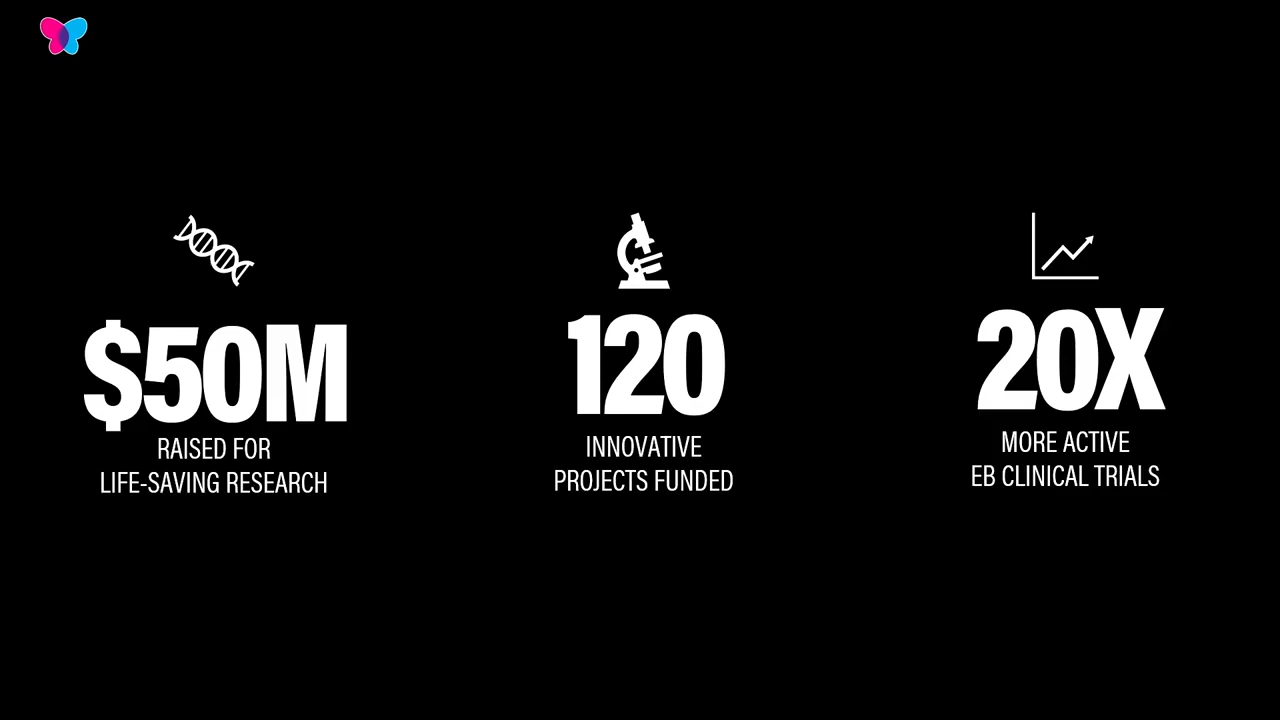 $50M
RAISED FOR
LIFE-SAVING RESEARCH
120
INNOVATIVE
PROJECTS FUNDED
20X
MORE ACTIVE
EB CLINICAL TRIALS